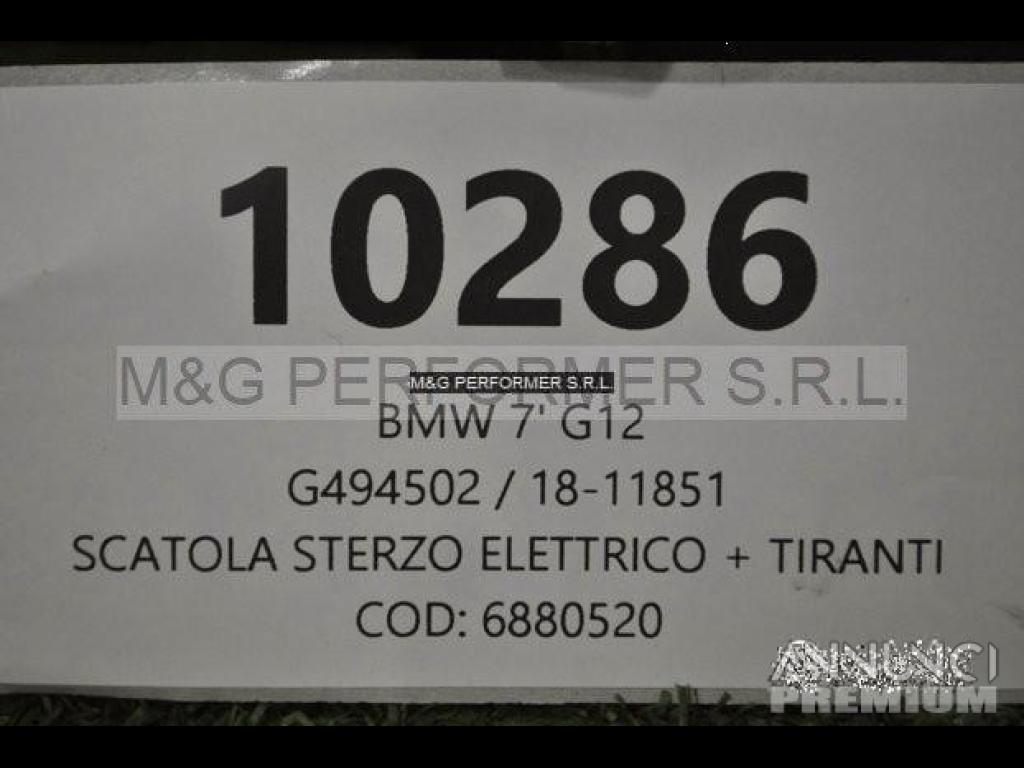 10286
M&G PERFORMER S.R.L.
M&G PERFORMER S.R.L.
BMW 7' G12
G494502 / 18-11851
SCATOLA STERZO ELETTRICO + TIRANTI
COD: 6880520
ANNUNCI
PREMIUM